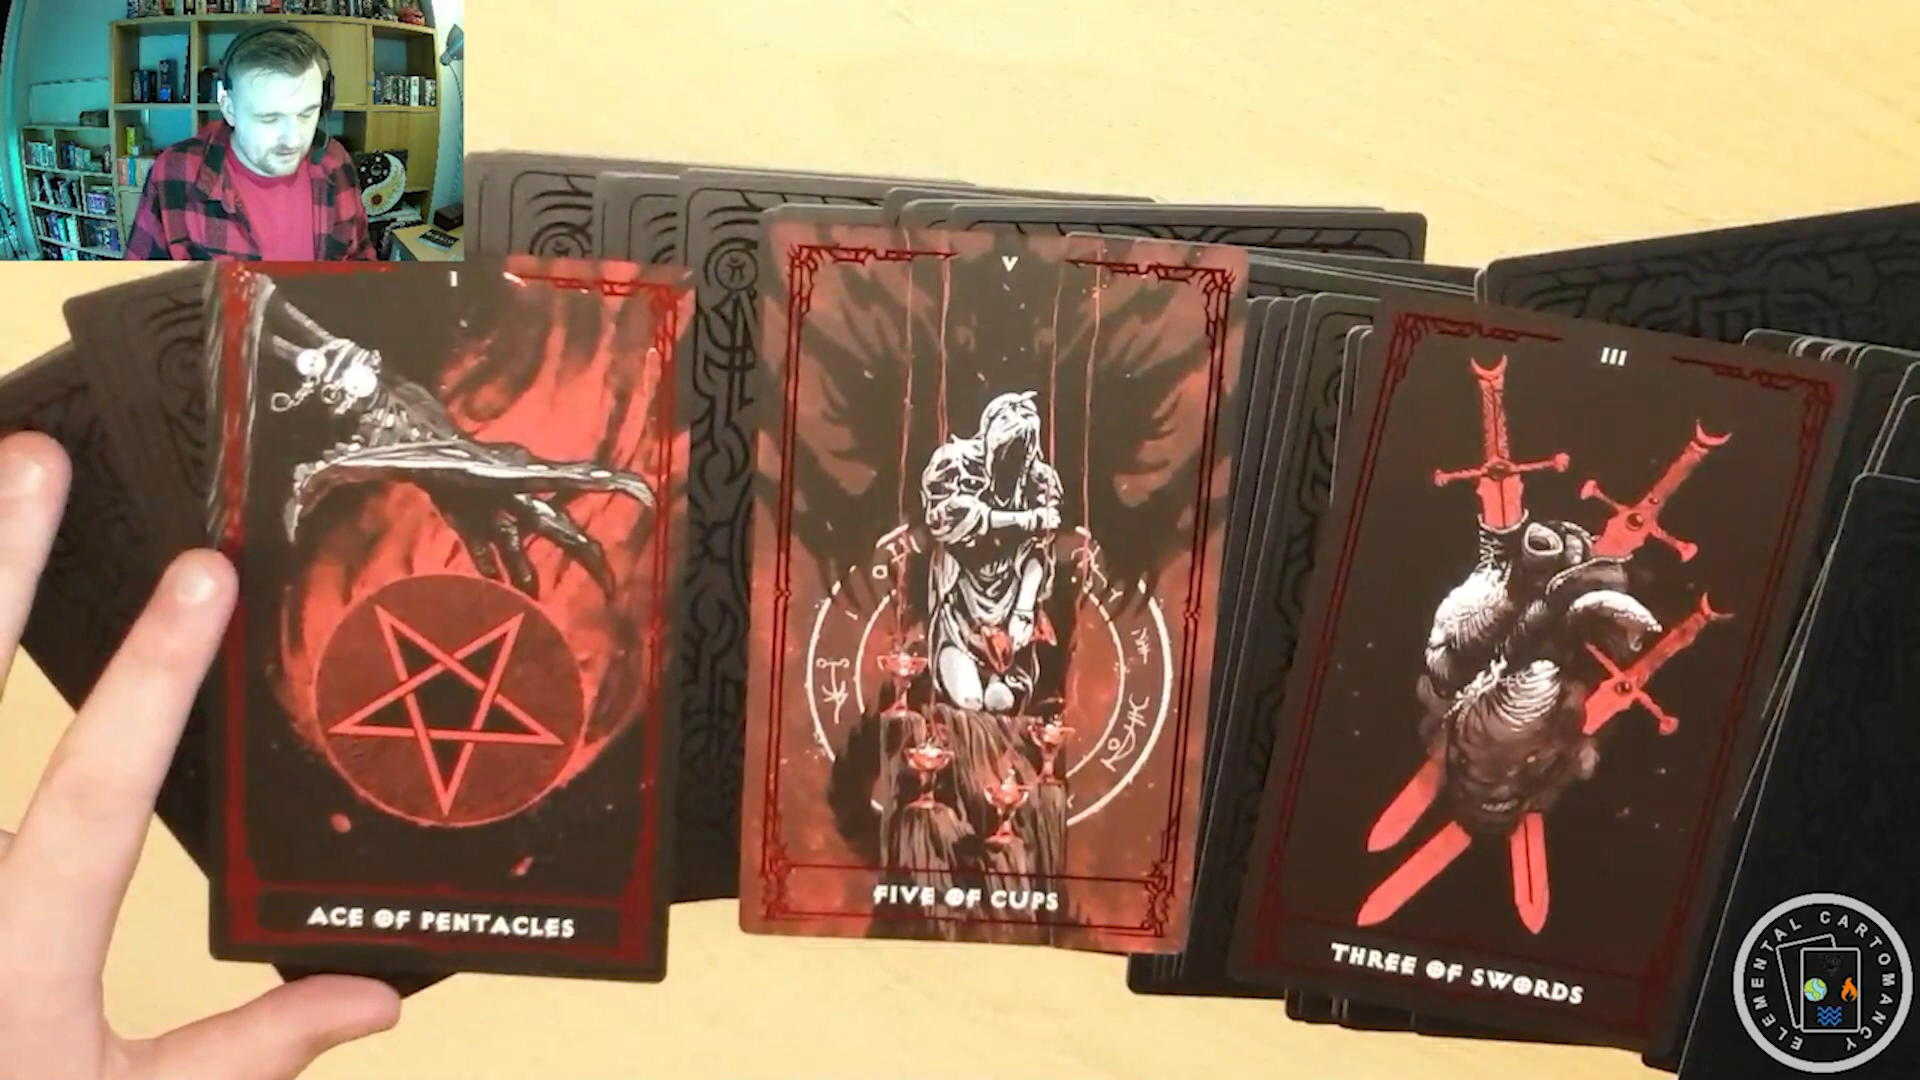 I
V
III
ACE OF PENTACLES
FIVE OF CUPS
THREE OF SWORDS
ELEMENTAL CARTOMANCY